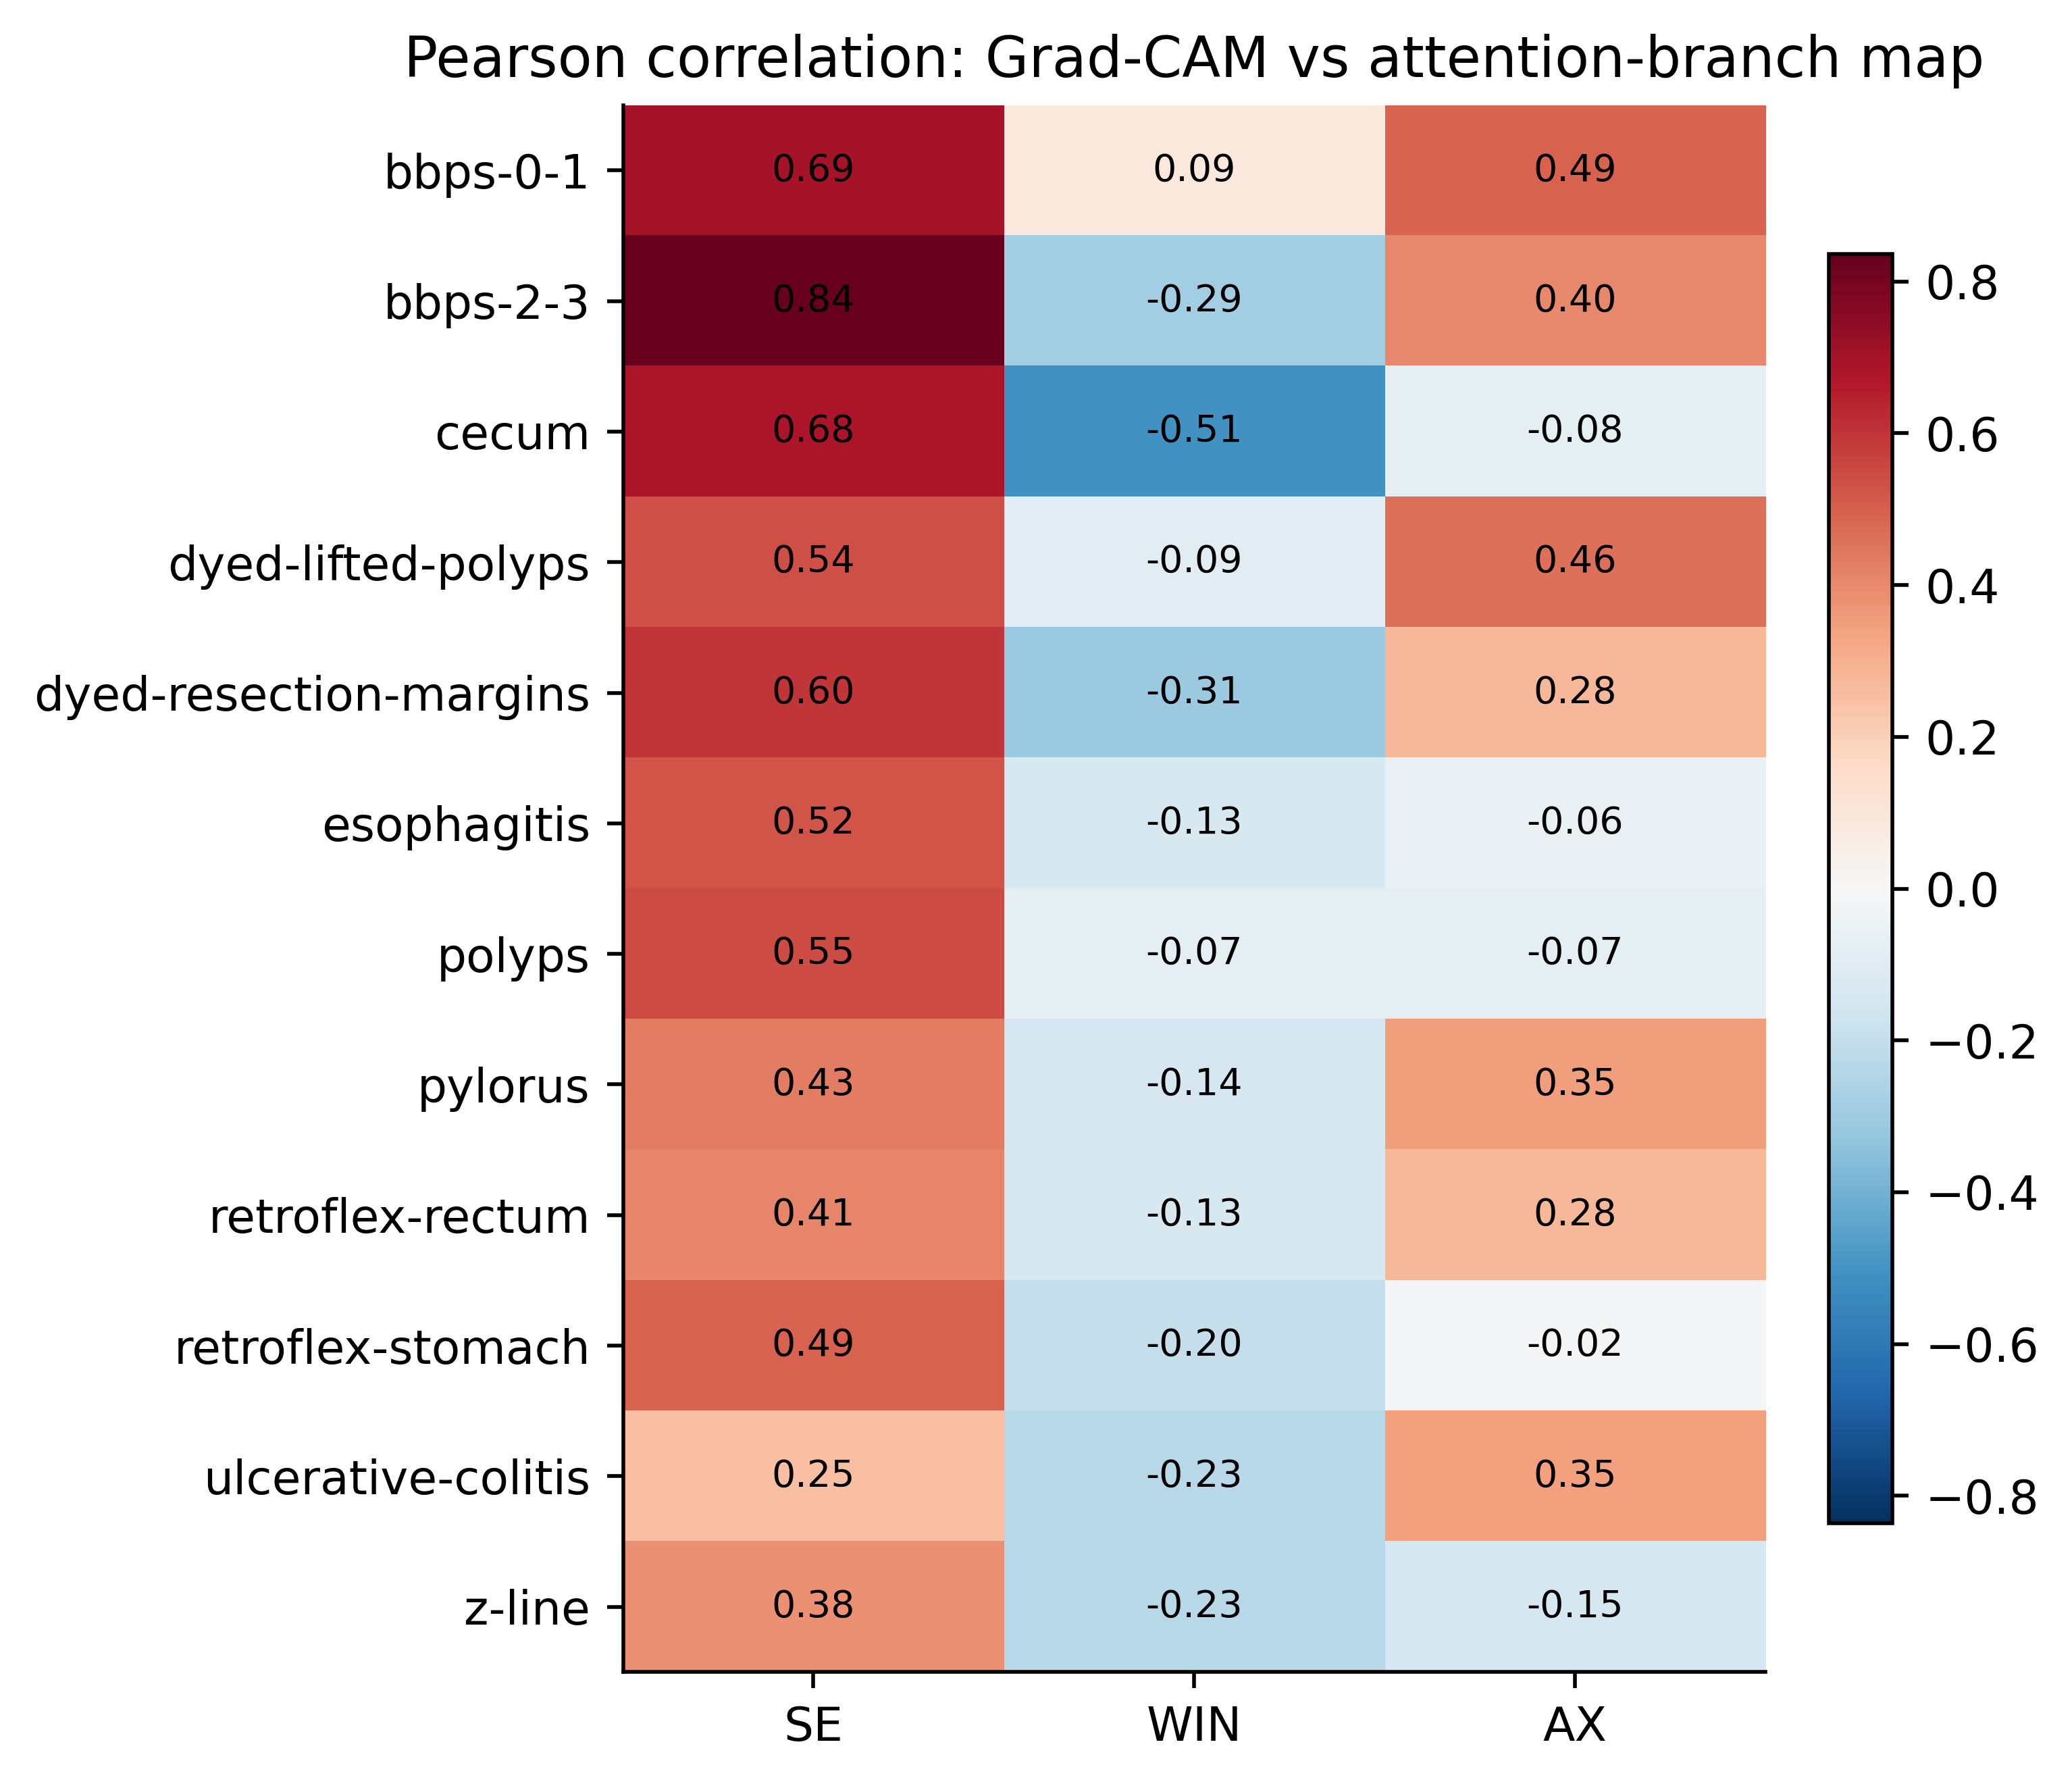 Pearson correlation: Grad-CAM vs attention-branch map
bbps-0-1 0.69 0.09 0.49
bbps-2-3 0.84 -0.29 0.40
cecum 0.68 -0.51 -0.08
dyed-lifted-polyps 0.54 -0.09 0.46
dyed-resection-margins 0.60 -0.31 0.28
esophagitis 0.52 -0.13 -0.06
polyps 0.55 -0.07 -0.07
pylorus 0.43 -0.14 0.35
retroflex-rectum 0.41 -0.13 0.28
retroflex-stomach 0.49 -0.20 -0.02
ulcerative-colitis 0.25 -0.23 0.35
z-line 0.38 -0.23 -0.15
SE WIN AX
0.8
0.6
0.4
0.2
0.0
−0.2
−0.4
−0.6
−0.8